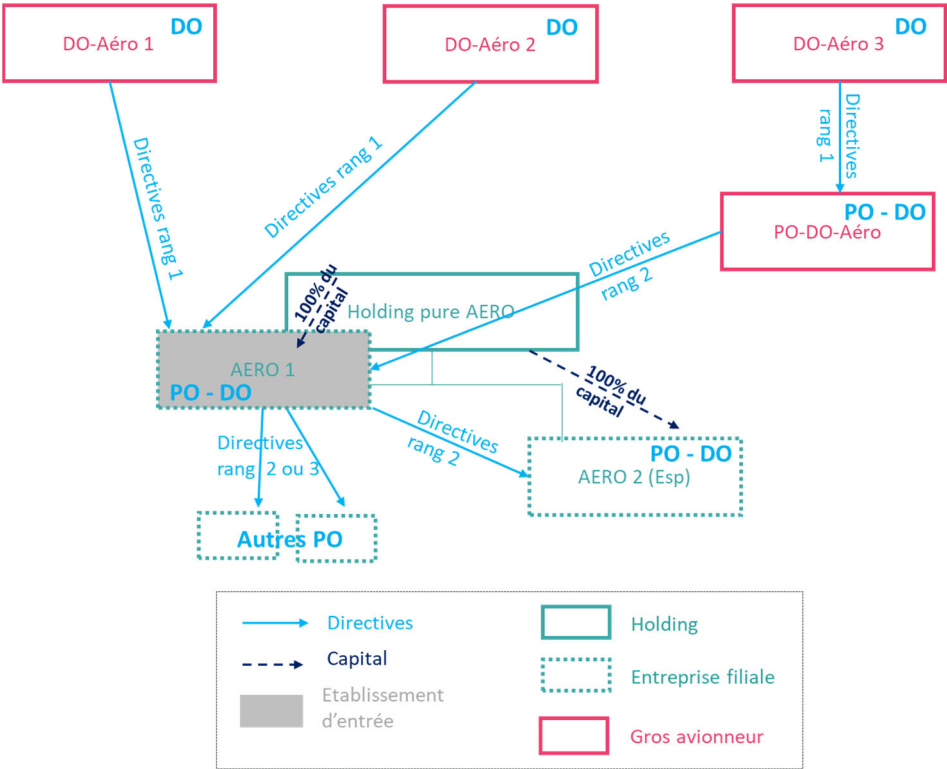 DO
DO-Aéro 1
DO
DO-Aéro 2
DO
DO-Aéro 3
Directives rang 1
Directives rang 1
Directives
rang 1
PO - DO
PO-DO-Aéro
Directives
rang 2
100% du
capital
Holding pure AERO
AERO 1
PO - DO
100% du
capital
Directives
rang 2 ou 3
Directives
rang 2
PO - DO
AERO 2 (Esp)
Autres PO
Directives
Capital
Etablissement
d'entrée
Holding
Entreprise filiale
Gros avionneur